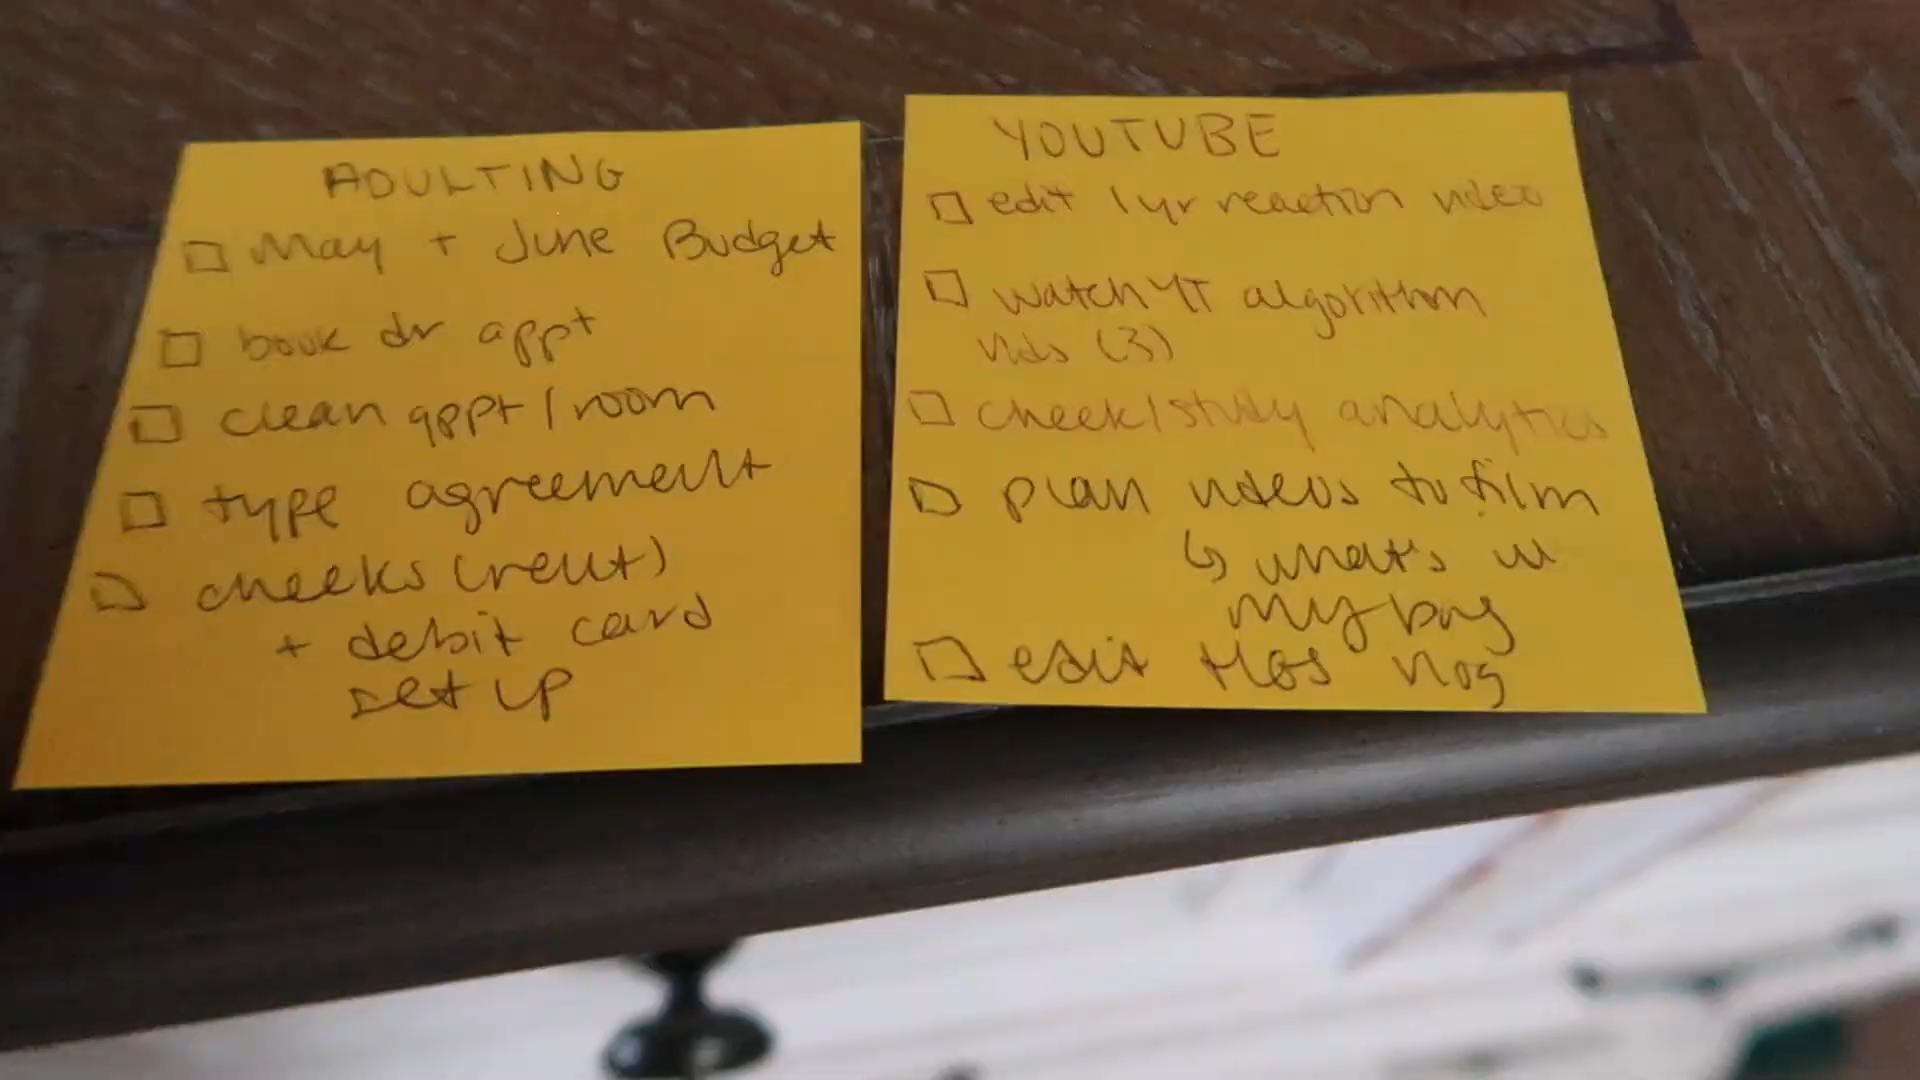 ADULTING
May + June Budget
book dr appt
clean appt/room
type agreement
checks (rent)
+ debit card
set up
YOUTUBE
edit 1yr reaction video
watch YT algorithm
vids (3)
check/study analytics
plan videos to film
↳ what's in
my bag
edit vlog